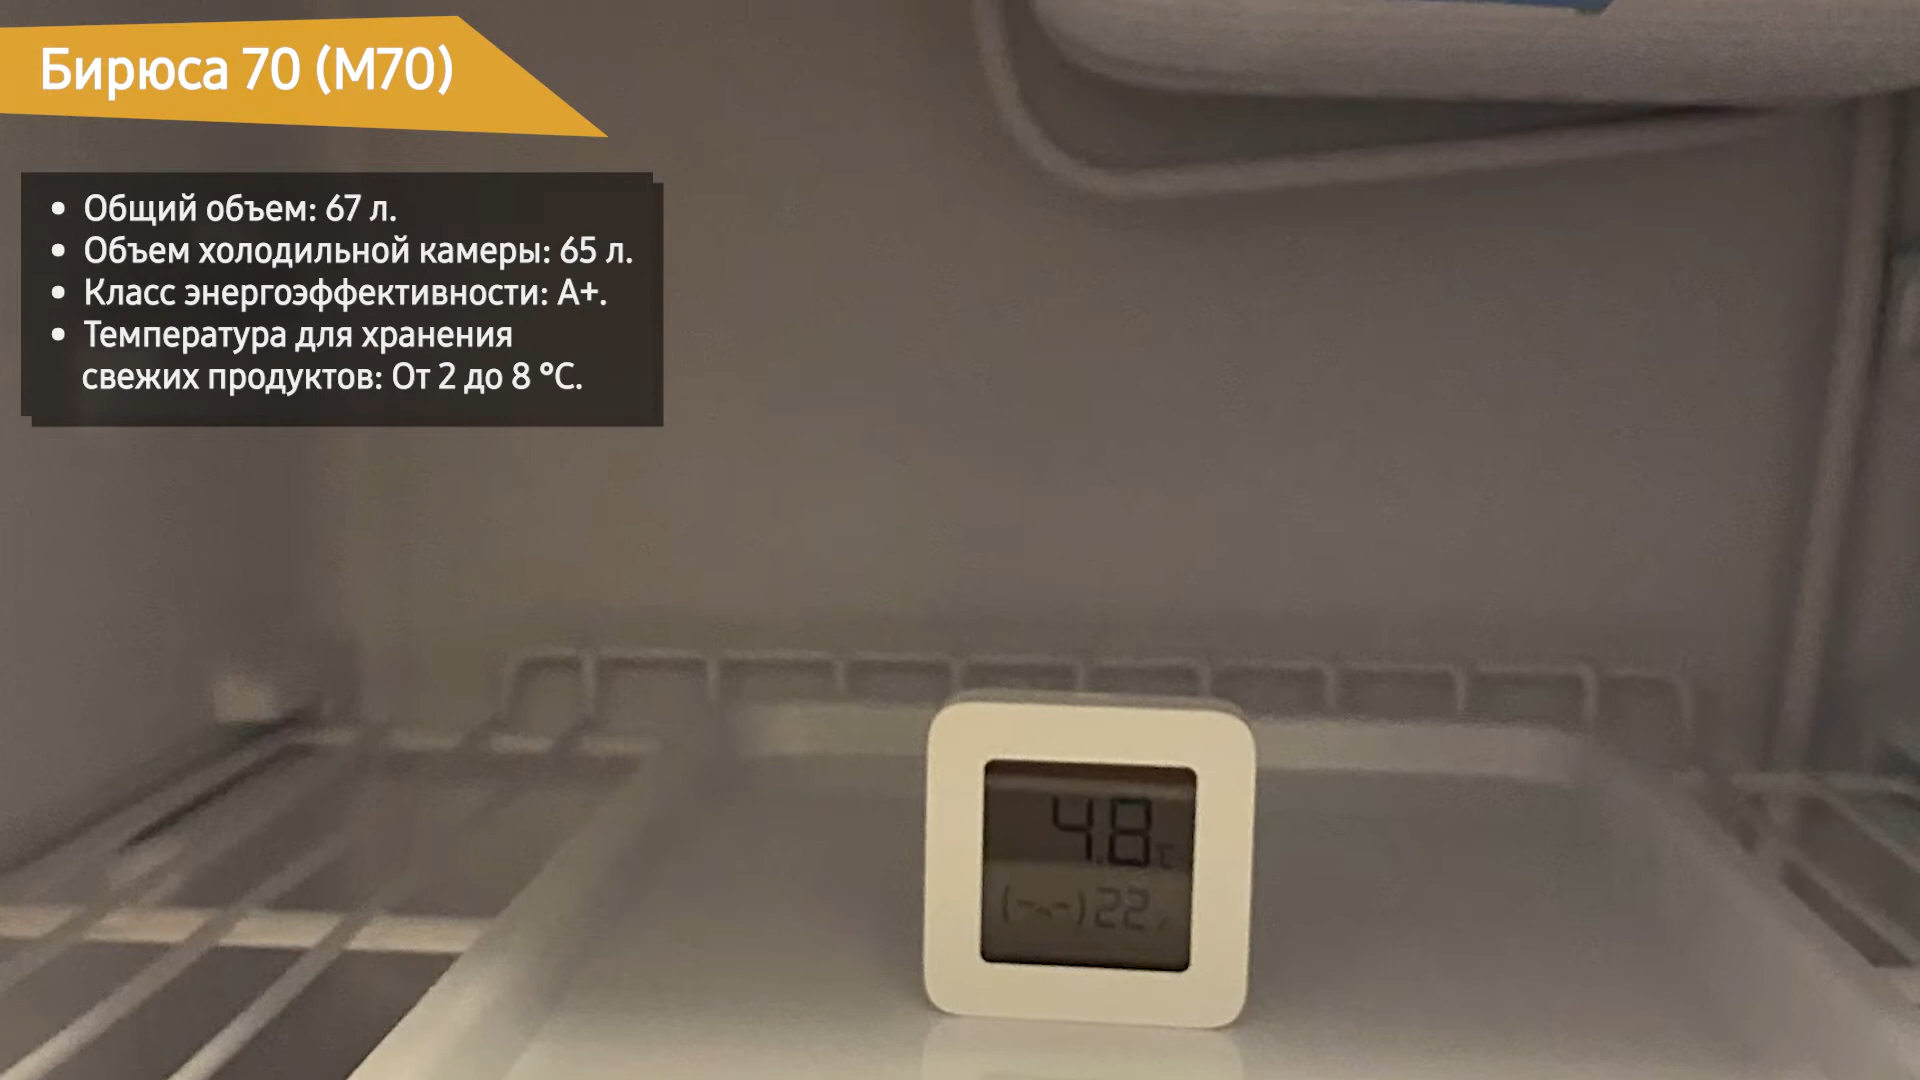 Бирюса 70 (М70)
• Общий объем: 67 л.
• Объем холодильной камеры: 65 л.
• Класс энергоэффективности: А+.
• Температура для хранения
свежих продуктов: От 2 до 8 °С.
4.8 °C
(-^-) 22 %